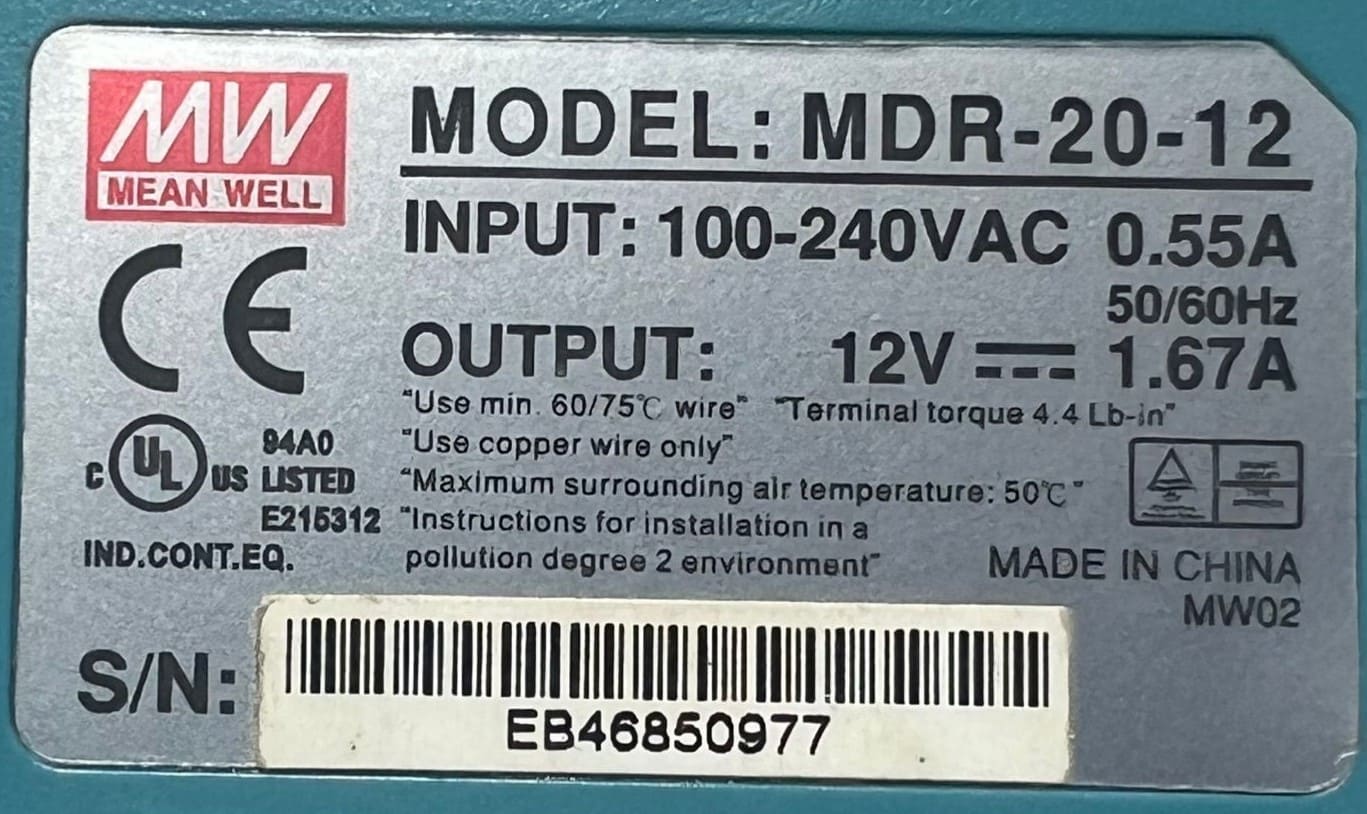 MW
MEAN WELL
MODEL: MDR-20-12
INPUT: 100-240VAC 0.55A
50/60Hz
OUTPUT: 12V 1.67A
CE
"Use min. 60/75℃ wire" "Terminal torque 4.4 Lb-in"
"Use copper wire only"
"Maximum surrounding air temperature: 50℃"
"Instructions for installation in a
pollution degree 2 environment"
C UL US
94A0
LISTED
E215312
IND.CONT.EQ.
MADE IN CHINA
MW02
S/N:
EB46850977